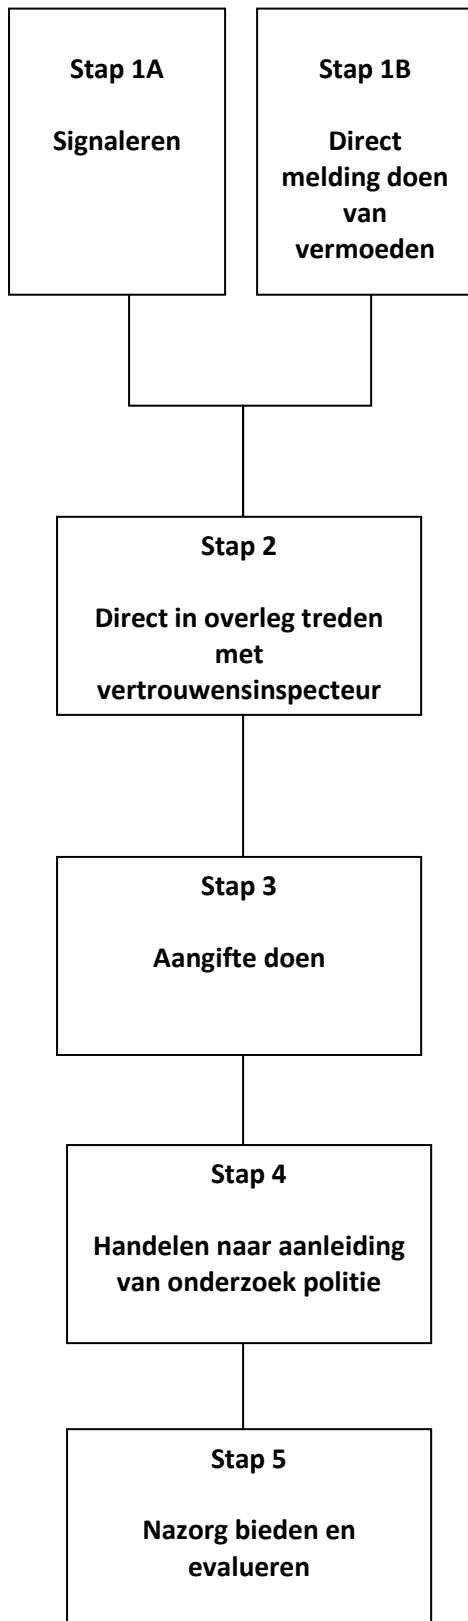 Stap 1A
Signaleren
Stap 1B
Direct
melding doen
van
vermoeden
Stap 2
Direct in overleg treden
met
vertrouwensinspecteur
Stap 3
Aangifte doen
Stap 4
Handelen naar aanleiding
van onderzoek politie
Stap 5
Nazorg bieden en
evalueren